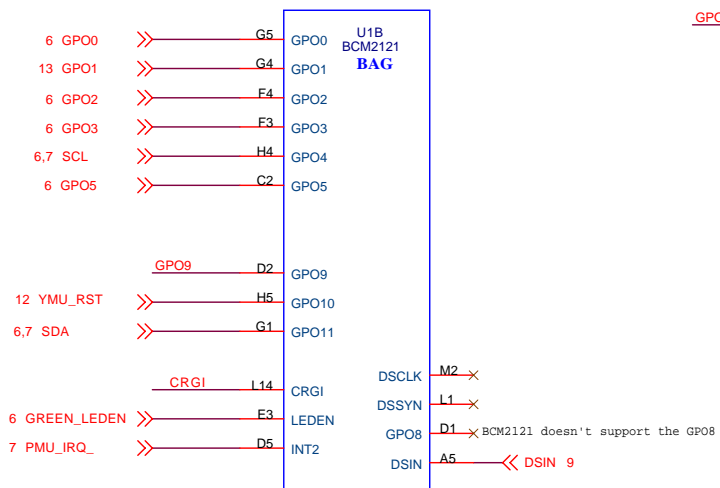 GPO
U1B
BCM2121
BAG
6 GPO0 G5 GPO0
13 GPO1 G4 GPO1
6 GPO2 F4 GPO2
6 GPO3 F3 GPO3
6,7 SCL H4 GPO4
6 GPO5 C2 GPO5
GPO9 D2 GPO9
12 YMU_RST H5 GPO10
6,7 SDA G1 GPO11
DSCLK M2
CRGI L14 CRGI
DSSYN L1
6 GREEN_LEDEN E3 LEDEN
GPO8 D1 BCM2121 doesn't support the GPO8
7 PMU_IRQ_ D5 INT2
DSIN A5 DSIN 9